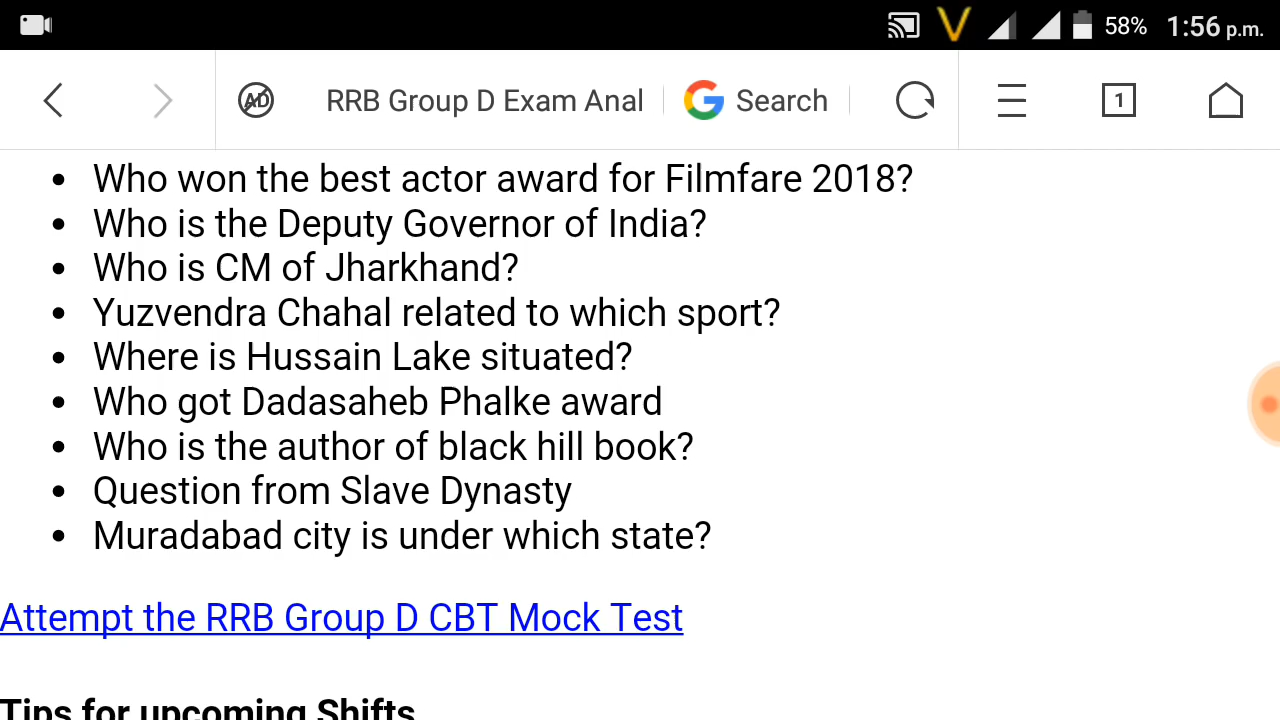 58% 1:56 p.m.
AD RRB Group D Exam Anal Search 1
• Who won the best actor award for Filmfare 2018?
• Who is the Deputy Governor of India?
• Who is CM of Jharkhand?
• Yuzvendra Chahal related to which sport?
• Where is Hussain Lake situated?
• Who got Dadasaheb Phalke award
• Who is the author of black hill book?
• Question from Slave Dynasty
• Muradabad city is under which state?
Attempt the RRB Group D CBT Mock Test
Tips for upcoming Shifts